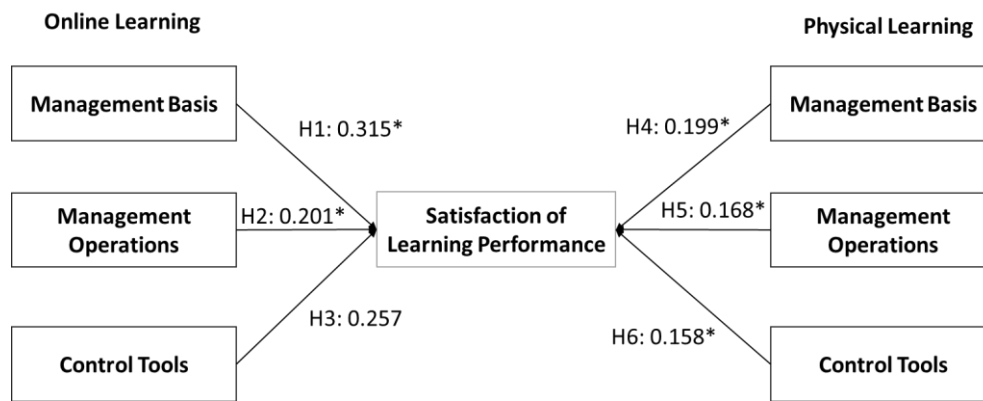 Online Learning
Physical Learning
Management Basis
Management Basis
H1: 0.315*
H4: 0.199*
Management
Operations
H2: 0.201*
Satisfaction of
Learning Performance
H5: 0.168*
Management
Operations
H3: 0.257
H6: 0.158*
Control Tools
Control Tools